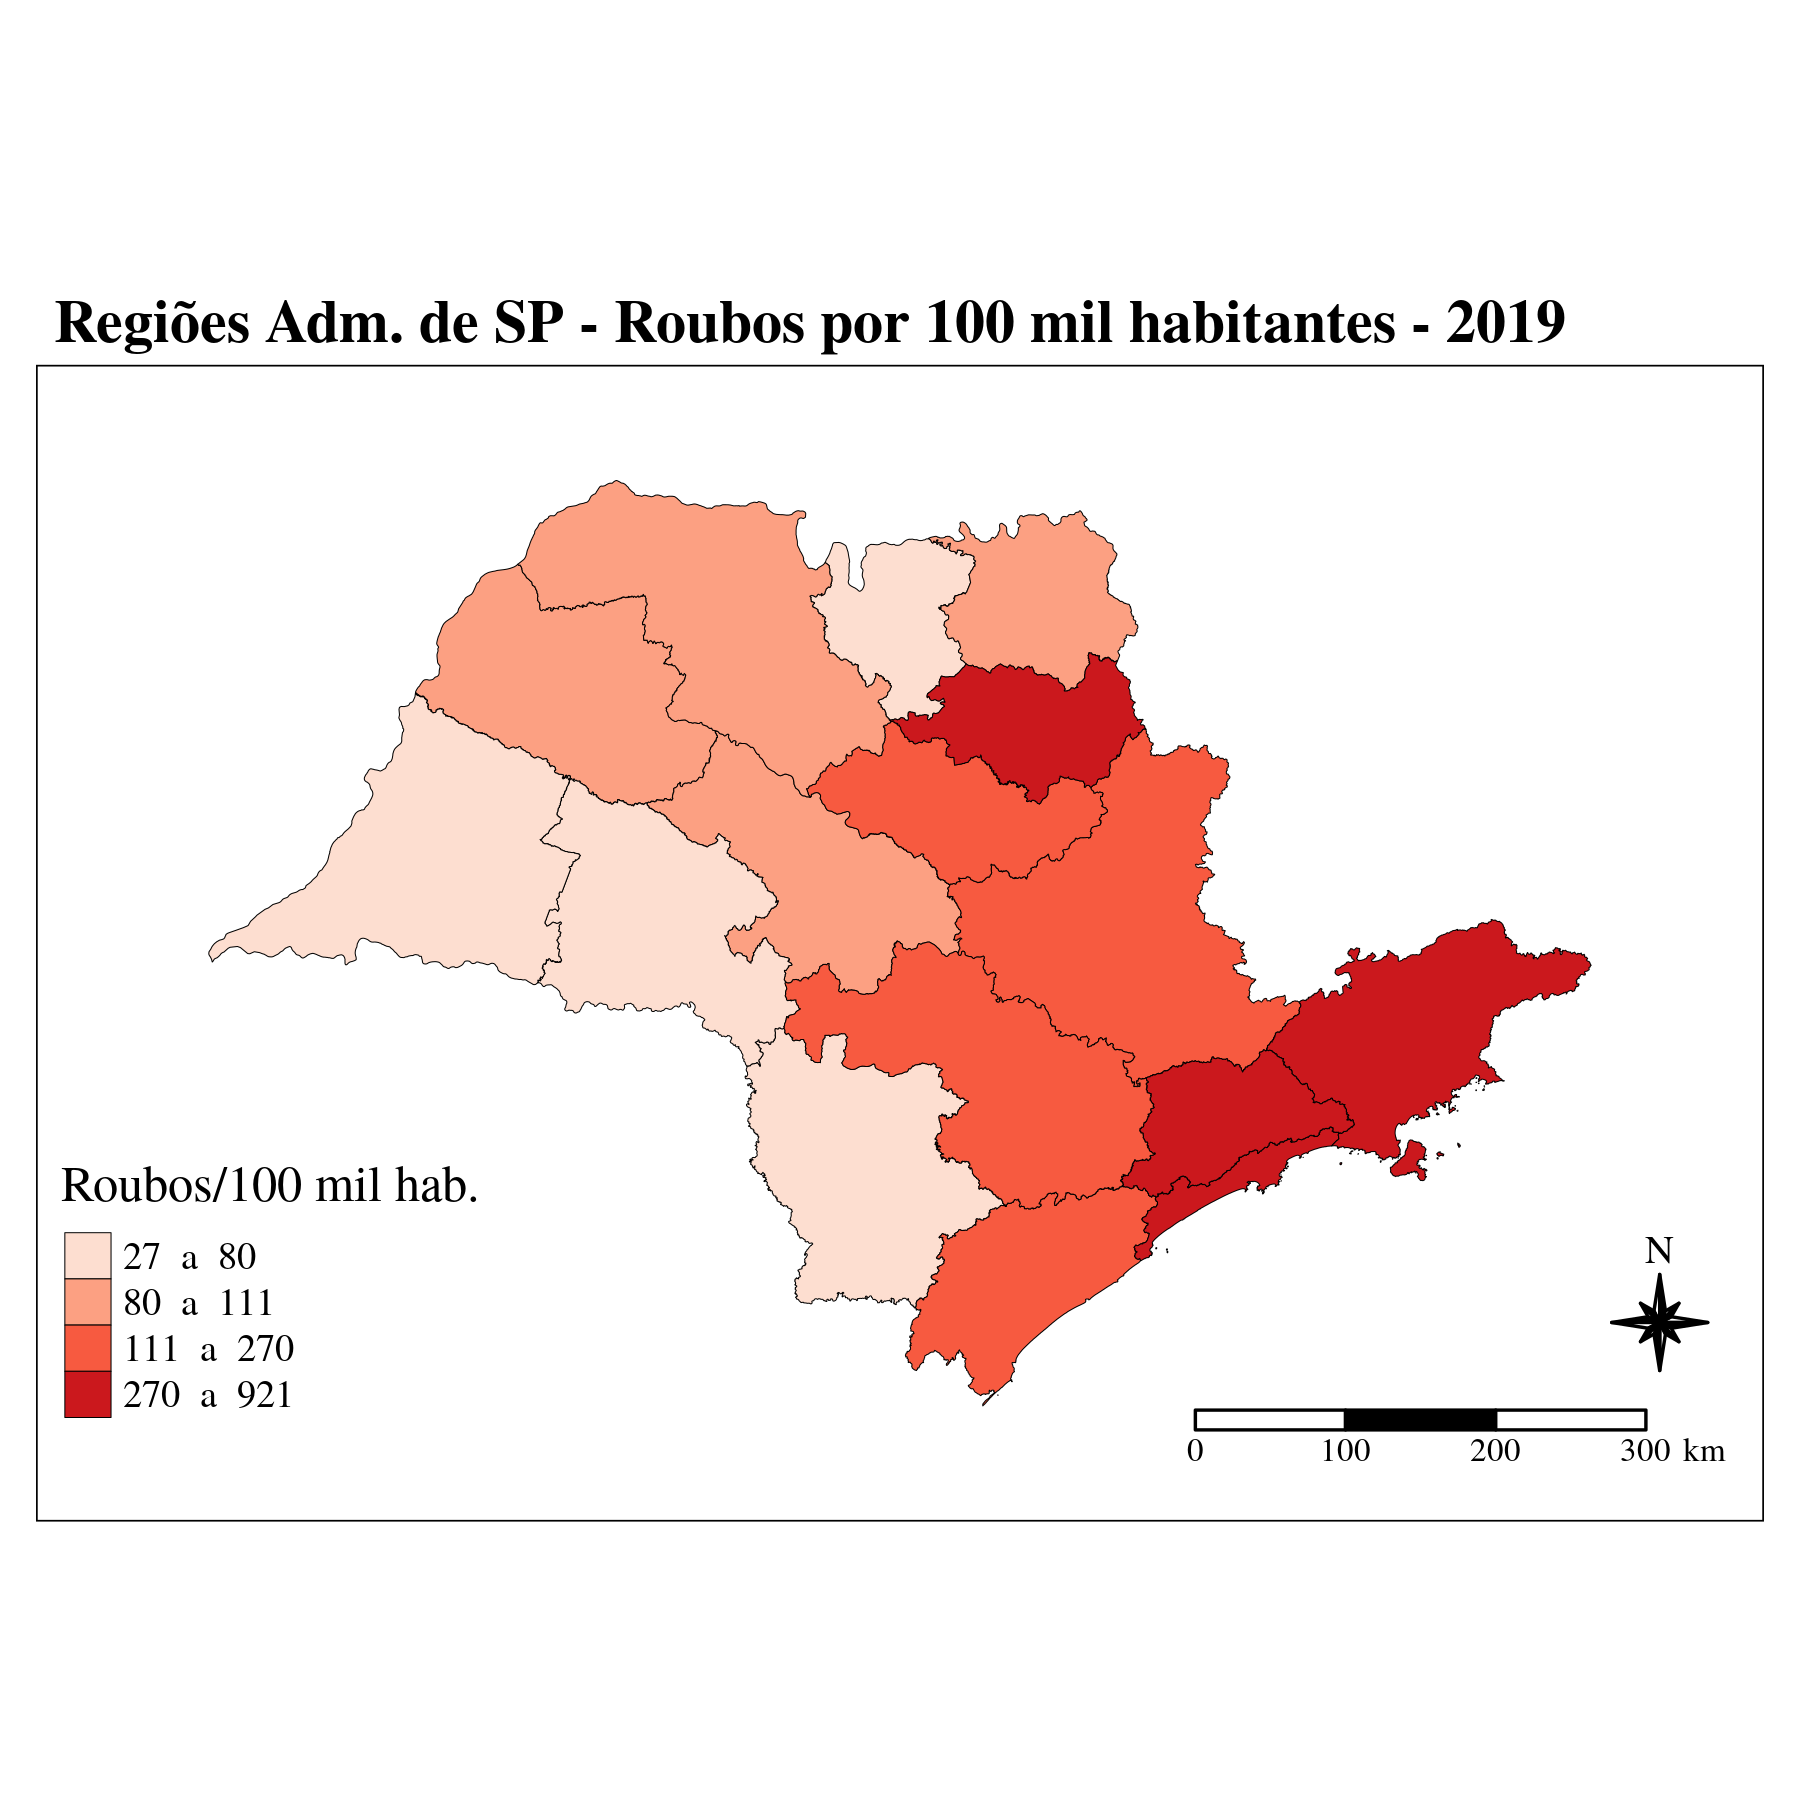 Regiões Adm. de SP - Roubos por 100 mil habitantes - 2019
Roubos/100 mil hab.
27 a 80
80 a 111
111 a 270
270 a 921
N
0 100 200 300 km